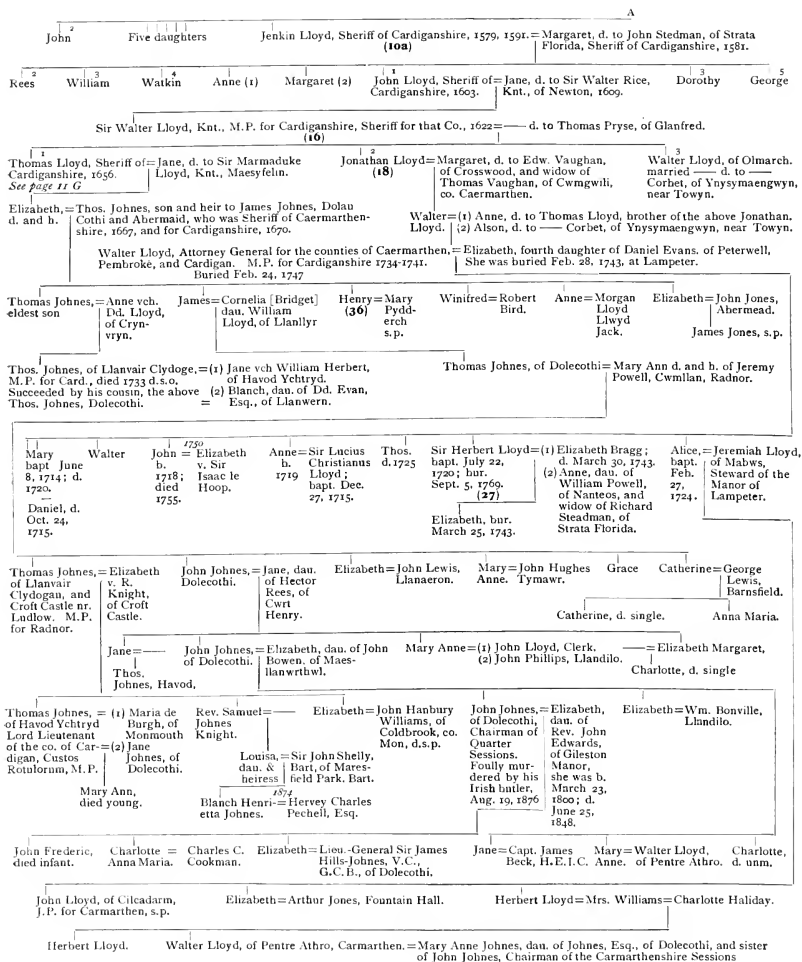 A
2
John Five daughters Jenkin Lloyd, Sheriff of Cardiganshire, 1579, 1591. = Margaret, d. to John Stedman, of Strata
(10a) Florida, Sheriff of Cardiganshire, 1581.
2 3 4 1 3 5
Rees William Watkin Anne (1) Margaret (2) John Lloyd, Sheriff of = Jane, d. to Sir Walter Rice, Dorothy George
Cardiganshire, 1603. Knt., of Newton, 1609.
Sir Walter Lloyd, Knt., M.P. for Cardiganshire, Sheriff for that Co., 1622 = —— d. to Thomas Pryse, of Glanfred.
(16)
1 2 3
Thomas Lloyd, Sheriff of = Jane, d. to Sir Marmaduke Jonathan Lloyd = Margaret, d. to Edw. Vaughan, Walter Lloyd, of Olmarch.
Cardiganshire, 1656. Lloyd, Knt., Maesyfelin. (18) of Crosswood, and widow of married —— d. to ——
See page 11 G Thomas Vaughan, of Cwmgwili, Corbet, of Ynysymaengwyn,
co. Caermarthen. near Towyn.
Elizabeth, = Thos. Johnes, son and heir to James Johnes, Dolau
d. and h. Cothi and Abermaid, who was Sheriff of Caermarthen- Walter = (1) Anne, d. to Thomas Lloyd, brother of the above Jonathan.
shire, 1667, and for Cardiganshire, 1670. Lloyd. (2) Alson, d. to —— Corbet, of Ynysymaengwyn, near Towyn.
Walter Lloyd, Attorney General for the counties of Caermarthen, = Elizabeth, fourth daughter of Daniel Evans. of Peterwell,
Pembroke, and Cardigan. M.P. for Cardiganshire 1734-1741. She was buried Feb. 28, 1743, at Lampeter.
Buried Feb. 24, 1747
Thomas Johnes, = Anne vch. James = Cornelia [Bridget] Henry = Mary Winifred = Robert Anne = Morgan Elizabeth = John Jones,
eldest son Dd. Lloyd, dau. William (36) Pydd- Bird. Lloyd Abermead.
of Cryn- Lloyd, of Llanllyr erch Llwyd
vryn. s.p. Jack. James Jones, s.p.
Thos. Johnes, of Llanvair Clydoge, = (1) Jane vch William Herbert, Thomas Johnes, of Dolecothi = Mary Ann d. and h. of Jeremy
M.P. for Card., died 1733 d.s.o. of Havod Ychtryd. Powell, Cwmllan, Radnor.
Succeeded by his cousin, the above (2) Blanch, dau. of Dd. Evan,
Thos. Johnes, Dolecothi. = Esq., of Llanwern.
1750
Mary Walter John = Elizabeth Anne = Sir Lucius Thos. Sir Herbert Lloyd = (1) Elizabeth Bragg; Alice, = Jeremiah Lloyd,
bapt June b. v. Sir b. Christianus d. 1725 bapt. July 22, d. March 30, 1743. bapt. of Mabws,
8, 1714; d. 1718; Isaac le 1719 Lloyd; 1720; bur. (2) Anne, dau. of Feb. Steward of the
1720. died Hoop. bapt. Dec. Sept. 5, 1769. William Powell, 27, Manor of
— 1755. 27, 1715. (27) of Nanteos, and 1724. Lampeter.
Daniel, d. widow of Richard
Oct. 24, Elizabeth, bur. Steadman, of
1715. March 25, 1743. Strata Florida.
Thomas Johnes, = Elizabeth John Johnes, = Jane, dau. Elizabeth = John Lewis, Mary = John Hughes Grace Catherine = George
of Llanvair v. R. Dolecothi. of Hector Llanaeron. Anne. Tymawr. Lewis,
Clydogan, and Knight, Rees, of Barnsfield.
Croft Castle nr. of Croft Cwrt
Ludlow. M.P. Castle. Henry. Catherine, d. single. Anna Maria.
for Radnor.
Jane = —— John Johnes, = Elizabeth, dau. of John Mary Anne = (1) John Lloyd, Clerk. —— = Elizabeth Margaret,
of Dolecothi. Bowen, of Maes- (2) John Phillips, Llandilo.
Thos. llanwrthwl. Charlotte, d. single
Johnes, Havod,
Thomas Johnes, = (1) Maria de Rev. Samuel = —— Elizabeth = John Hanbury John Johnes, = Elizabeth, Elizabeth = Wm. Bonville,
of Havod Ychtryd Burgh, of Johnes Williams, of of Dolecothi, dau. of Llandilo.
Lord Lieutenant Monmouth Knight. Coldbrook, co. Chairman of Rev. John
of the co. of Car- = (2) Jane Mon, d.s.p. Quarter Edwards,
digan, Custos Johnes, of Louisa, = Sir John Shelly, Sessions. of Gileston
Rotulorum, M.P. Dolecothi. dau. & Bart, of Mares- Foully mur- Manor,
heiress field Park. Bart. dered by his she was b.
Mary Ann, 1874 Irish butler, March 23,
died young. Blanch Henri- = Hervey Charles Aug. 19, 1876 1800; d.
etta Johnes. Pechell, Esq. June 25,
1848.
John Frederic, Charlotte = Charles C. Elizabeth = Lieu.-General Sir James Jane = Capt. James Mary = Walter Lloyd, Charlotte,
died infant. Anna Maria. Cookman. Hills-Johnes, V.C., Beck, H.E.I.C. Anne. of Pentre Athro. d. unm.
G.C.B., of Dolecothi,
John Lloyd, of Cilcadarm, Elizabeth = Arthur Jones, Fountain Hall. Herbert Lloyd = Mrs. Williams = Charlotte Haliday.
J.P. for Carmarthen, s.p.
Herbert Lloyd. Walter Lloyd, of Pentre Athro, Carmarthen. = Mary Anne Johnes, dau. of Johnes, Esq., of Dolecothi, and sister
of John Johnes, Chairman of the Carmarthenshire Sessions